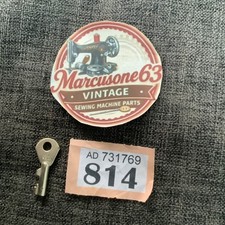 Marcusone63
VINTAGE
SEWING MACHINE PARTS
AD 731769
814